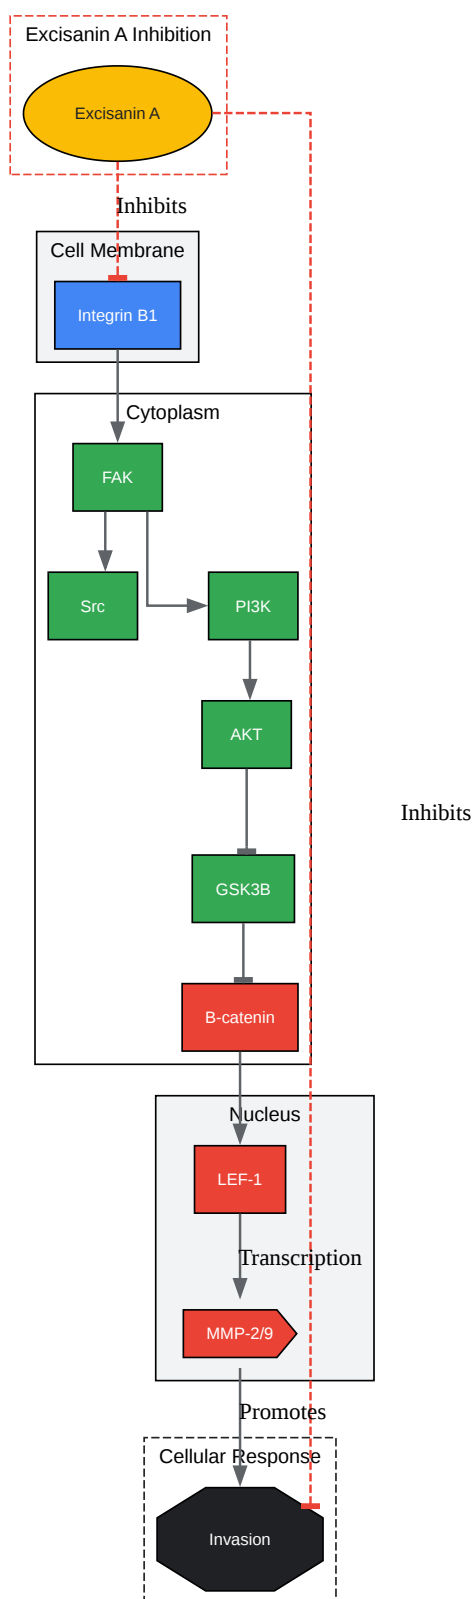 Excisanin A Inhibition
Excisanin A
Inhibits
Cell Membrane
Integrin B1
Cytoplasm
FAK
Src
PI3K
AKT
Inhibits
GSK3B
B-catenin
Nucleus
LEF-1
Transcription
MMP-2/9
Promotes
Cellular Response
Invasion